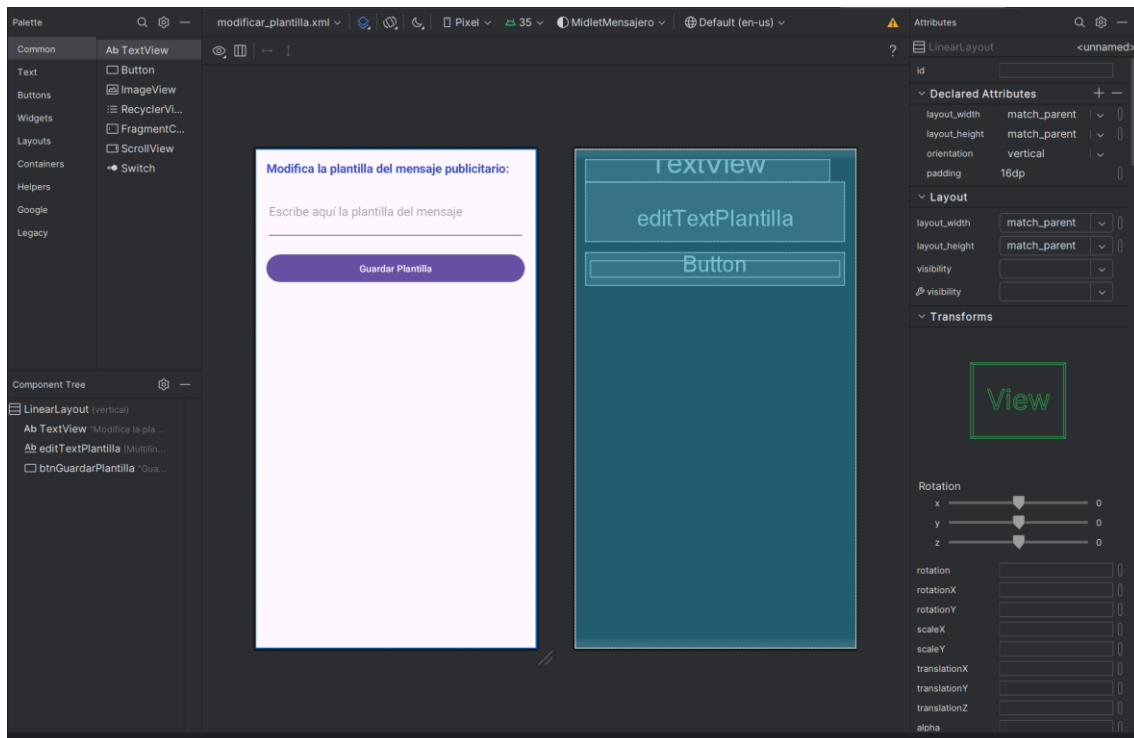 Palette
modificar_plantilla.xml
Pixel
35
MidletMensajero
Default (en-us)
Attributes
Common
Text
Buttons
Widgets
Layouts
Containers
Helpers
Google
Legacy
Ab TextView
Button
ImageView
RecyclerVi...
FragmentC...
ScrollView
Switch
?
Modifica la plantilla del mensaje publicitario:
Escribe aquí la plantilla del mensaje
Guardar Plantilla
TextView
editTextPlantilla
Button
Component Tree
LinearLayout (vertical)
Ab TextView "Modifica la pla...
Ab editTextPlantilla (Multilin...
btnGuardarPlantilla "Gua...
LinearLayout <unnamed>
id
Declared Attributes
layout_width match_parent
layout_height match_parent
orientation vertical
padding 16dp
Layout
layout_width match_parent
layout_height match_parent
visibility
visibility
Transforms
View
Rotation
x 0
y 0
z 0
rotation
rotationX
rotationY
scaleX
scaleY
translationX
translationY
translationZ
alpha